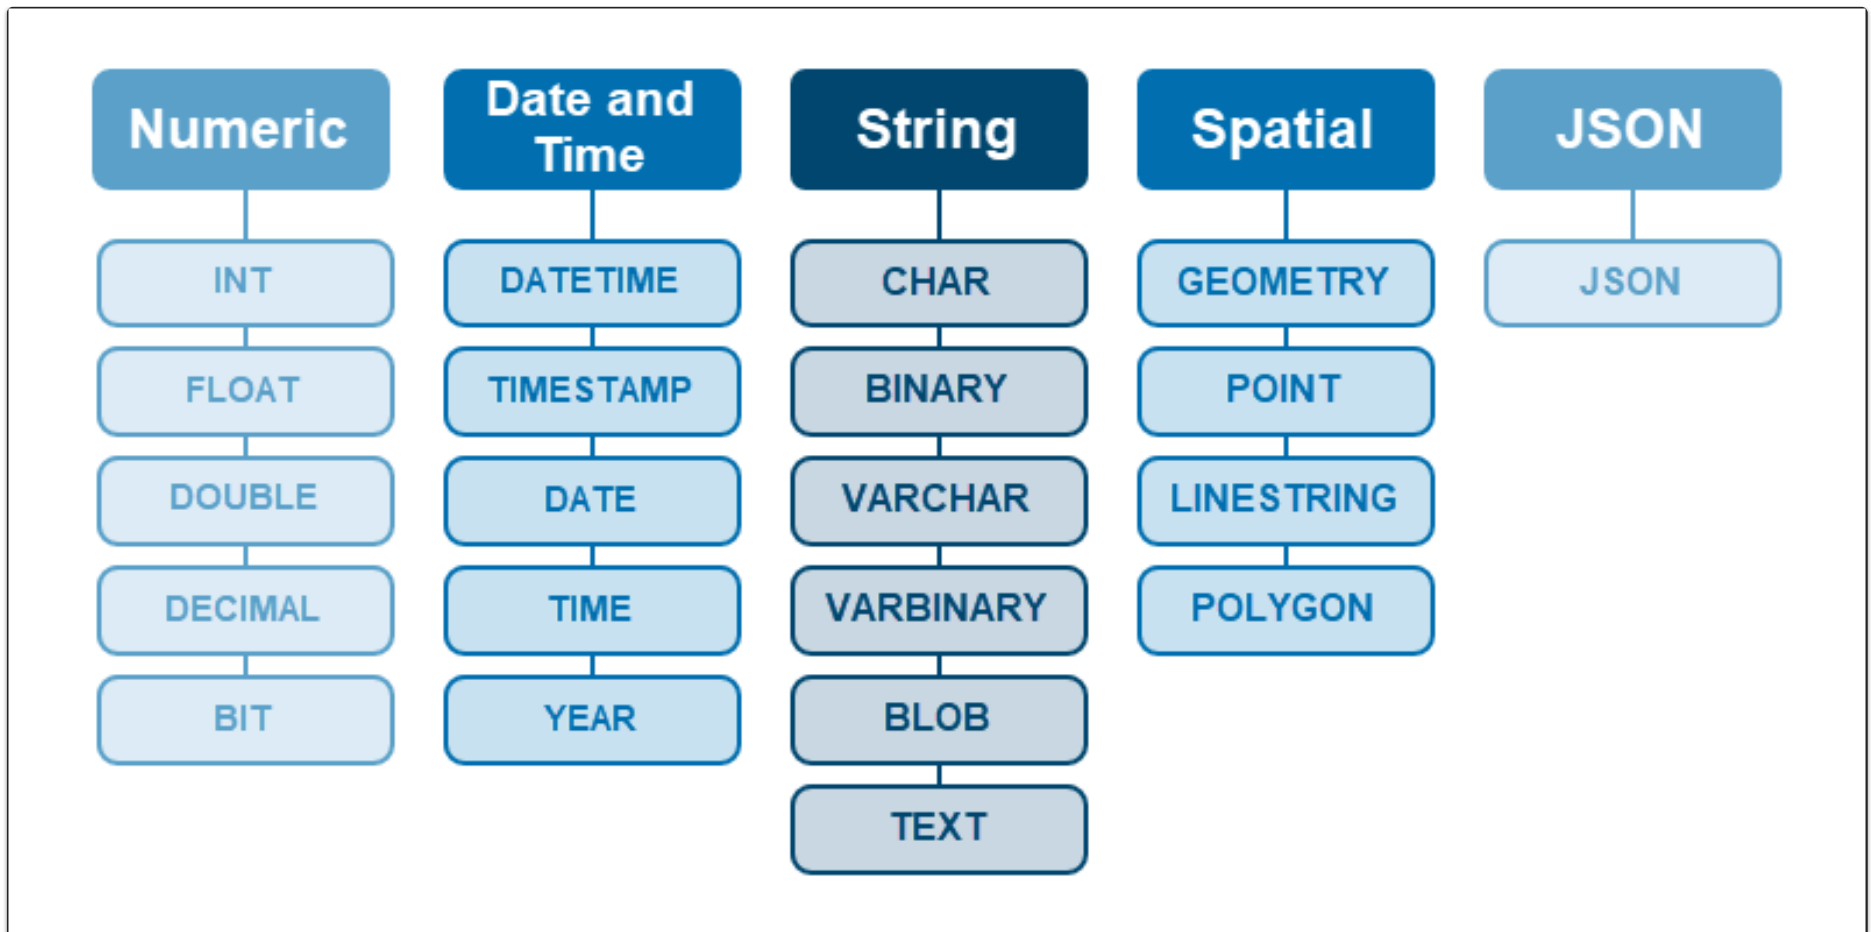 Numeric
INT
FLOAT
DOUBLE
DECIMAL
BIT
Date and
Time
DATETIME
TIMESTAMP
DATE
TIME
YEAR
String
CHAR
BINARY
VARCHAR
VARBINARY
BLOB
TEXT
Spatial
GEOMETRY
POINT
LINESTRING
POLYGON
JSON
JSON